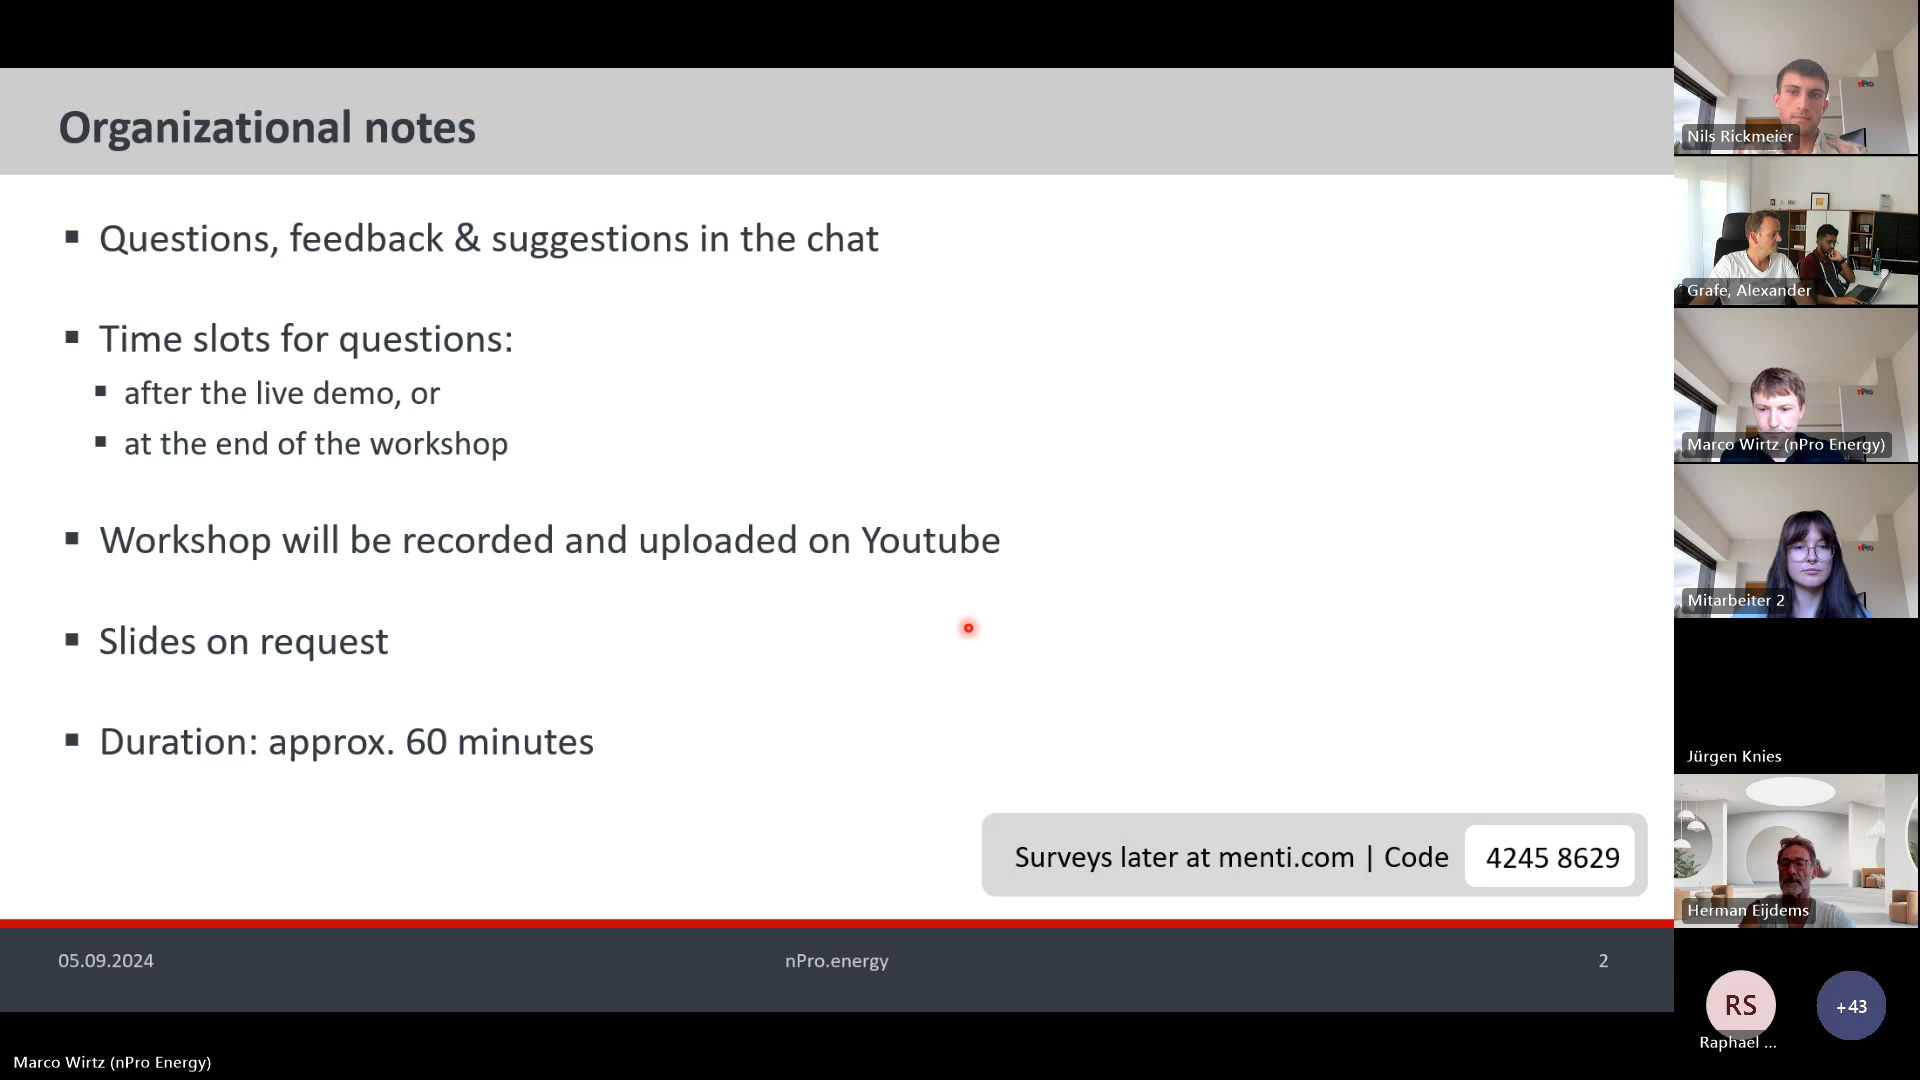 Organizational notes
Questions, feedback & suggestions in the chat
Time slots for questions:
after the live demo, or
at the end of the workshop
Workshop will be recorded and uploaded on Youtube
Slides on request
Duration: approx. 60 minutes
Surveys later at menti.com | Code 4245 8629
05.09.2024 nPro.energy 2
Marco Wirtz (nPro Energy)
nPro
Nils Rickmeier
Grafe, Alexander
nPro
Marco Wirtz (nPro Energy)
nPro
Mitarbeiter 2
Jürgen Knies
Herman Eijdems
RS
+43
Raphael ...